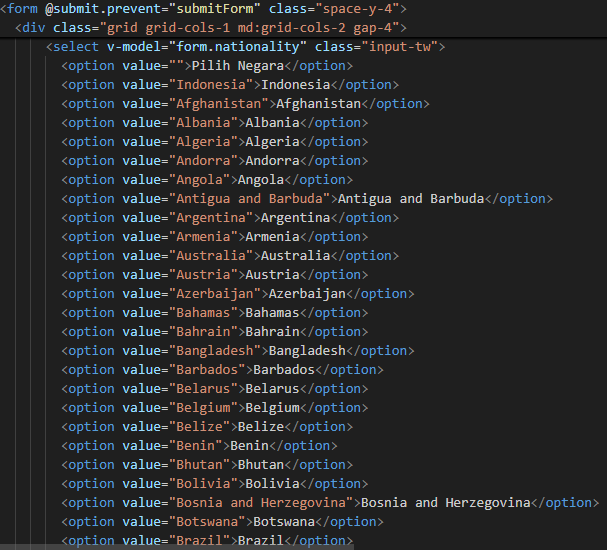 <form @submit.prevent="submitForm" class="space-y-4">
<div class="grid grid-cols-1 md:grid-cols-2 gap-4">
<select v-model="form.nationality" class="input-tw">
<option value="">Pilih Negara</option>
<option value="Indonesia">Indonesia</option>
<option value="Afghanistan">Afghanistan</option>
<option value="Albania">Albania</option>
<option value="Algeria">Algeria</option>
<option value="Andorra">Andorra</option>
<option value="Angola">Angola</option>
<option value="Antigua and Barbuda">Antigua and Barbuda</option>
<option value="Argentina">Argentina</option>
<option value="Armenia">Armenia</option>
<option value="Australia">Australia</option>
<option value="Austria">Austria</option>
<option value="Azerbaijan">Azerbaijan</option>
<option value="Bahamas">Bahamas</option>
<option value="Bahrain">Bahrain</option>
<option value="Bangladesh">Bangladesh</option>
<option value="Barbados">Barbados</option>
<option value="Belarus">Belarus</option>
<option value="Belgium">Belgium</option>
<option value="Belize">Belize</option>
<option value="Benin">Benin</option>
<option value="Bhutan">Bhutan</option>
<option value="Bolivia">Bolivia</option>
<option value="Bosnia and Herzegovina">Bosnia and Herzegovina</option>
<option value="Botswana">Botswana</option>
<option value="Brazil">Brazil</option>